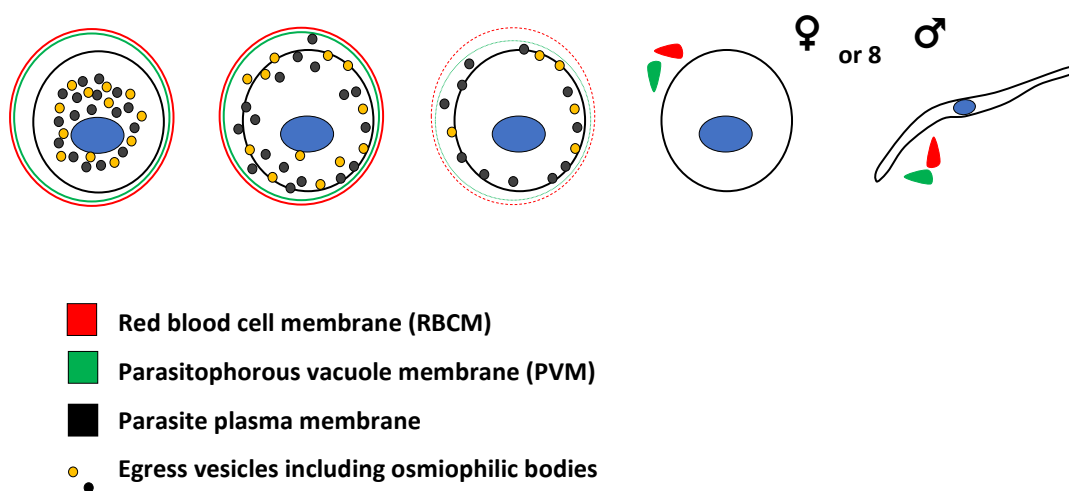 ♀ or 8 ♂
Red blood cell membrane (RBCM)
Parasitophorous vacuole membrane (PVM)
Parasite plasma membrane
Egress vesicles including osmiophilic bodies